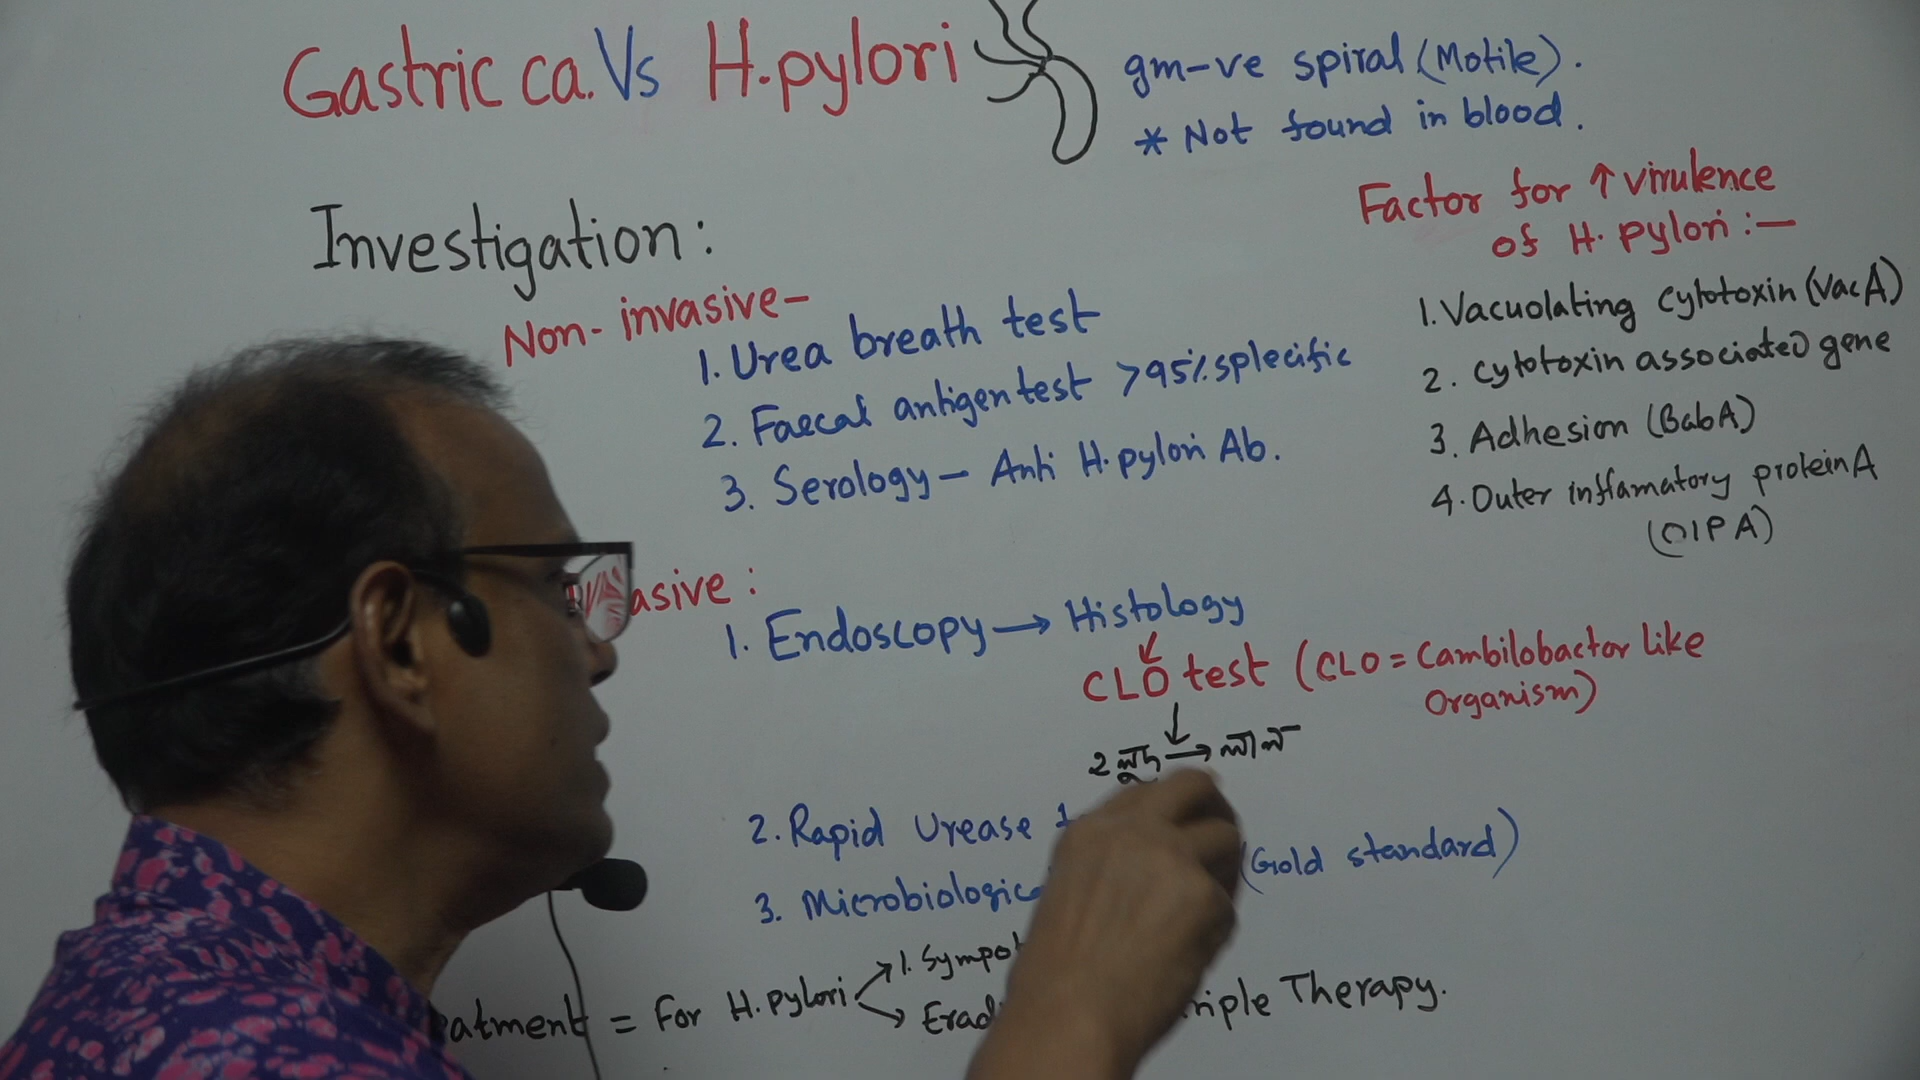 Gastric ca. Vs H.pylori
gm-ve spiral (Motile).
* Not found in blood.
Factor for ↑ virulence
of H. pylori :—
1. Vacuolating cytotoxin (VacA)
2. Cytotoxin associated gene
3. Adhesion (BabA)
4. Outer inflamatory protein A
(OIPA)
Investigation:
Non-invasive-
1. Urea breath test
2. Faecal antigen test >95% splecific
3. Serology - Anti H.pylori Ab.
asive :
1. Endoscopy → Histology
CLO test (CLO = Cambilobactor like
Organism)
2. Rapid Urease
3. Microbiologica
(Gold standard)
eatment = For H.pylori
1. Sympo
Erad
riple Therapy.